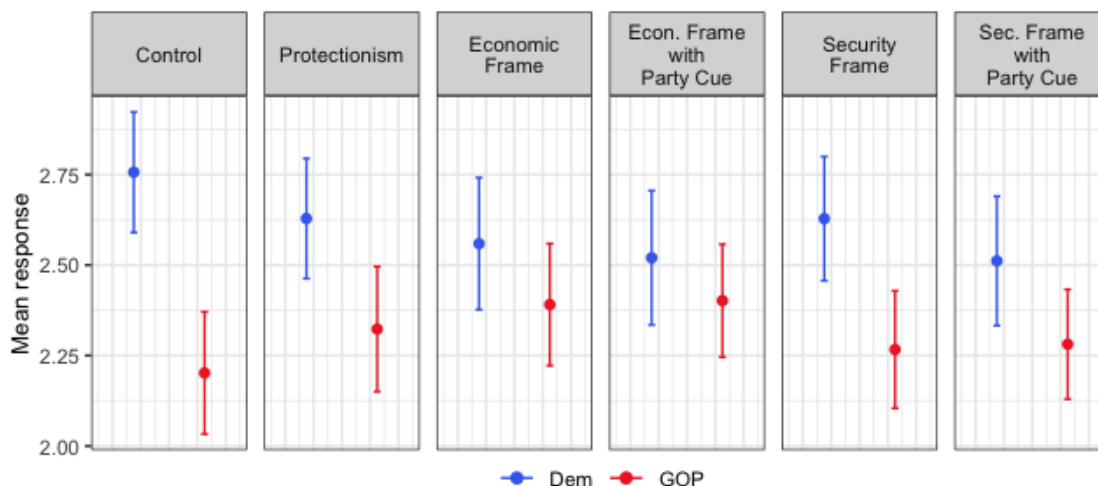 Control
Protectionism
Economic
Frame
Econ. Frame
with
Party Cue
Security
Frame
Sec. Frame
with
Party Cue
Mean response
2.75
2.50
2.25
2.00
Dem
GOP